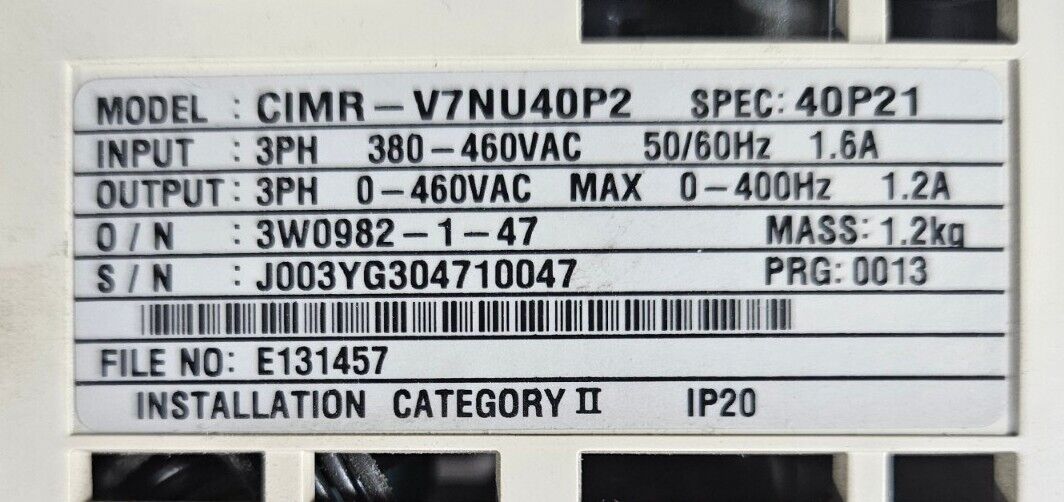 MODEL : CIMR-V7NU40P2 SPEC: 40P21
INPUT : 3PH 380-460VAC 50/60Hz 1.6A
OUTPUT: 3PH 0-460VAC MAX 0-400Hz 1.2A
O/N : 3W0982-1-47 MASS: 1.2kg
S/N : J003YG304710047 PRG: 0013
FILE NO: E131457
INSTALLATION CATEGORY II IP20